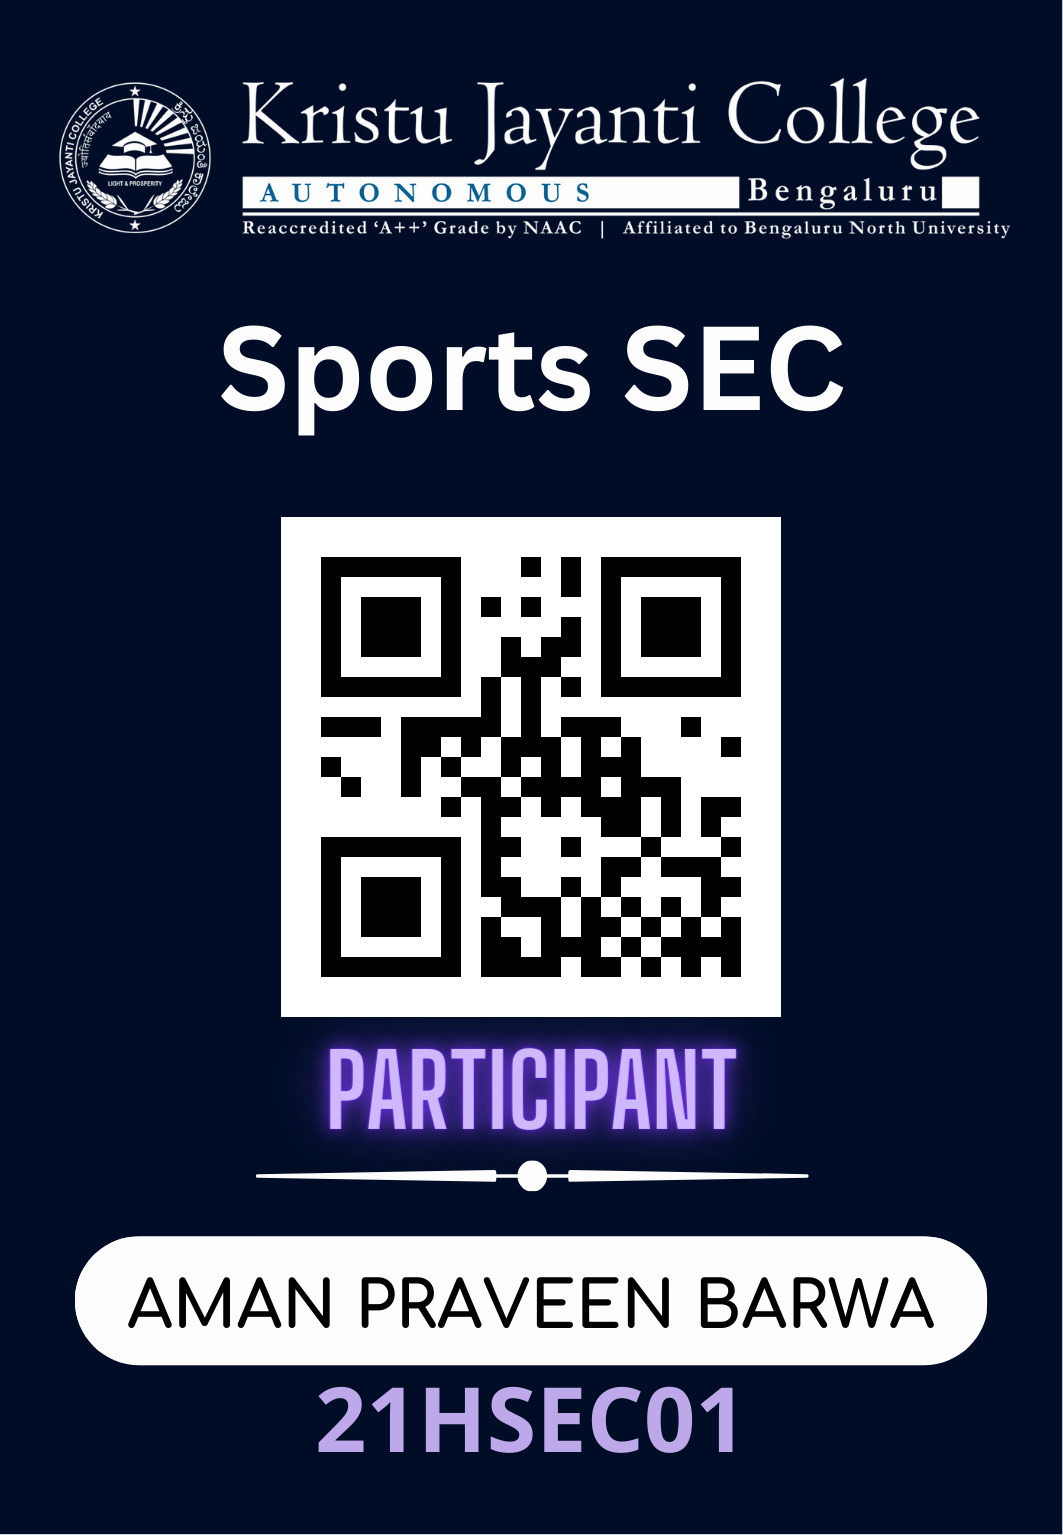 Kristu Jayanti College
AUTONOMOUS Bengaluru
Reaccredited ‘A++’ Grade by NAAC | Affiliated to Bengaluru North University
KRISTU JAYANTI COLLEGE
LIGHT & PROSPERITY
Sports SEC
PARTICIPANT
AMAN PRAVEEN BARWA
21HSEC01